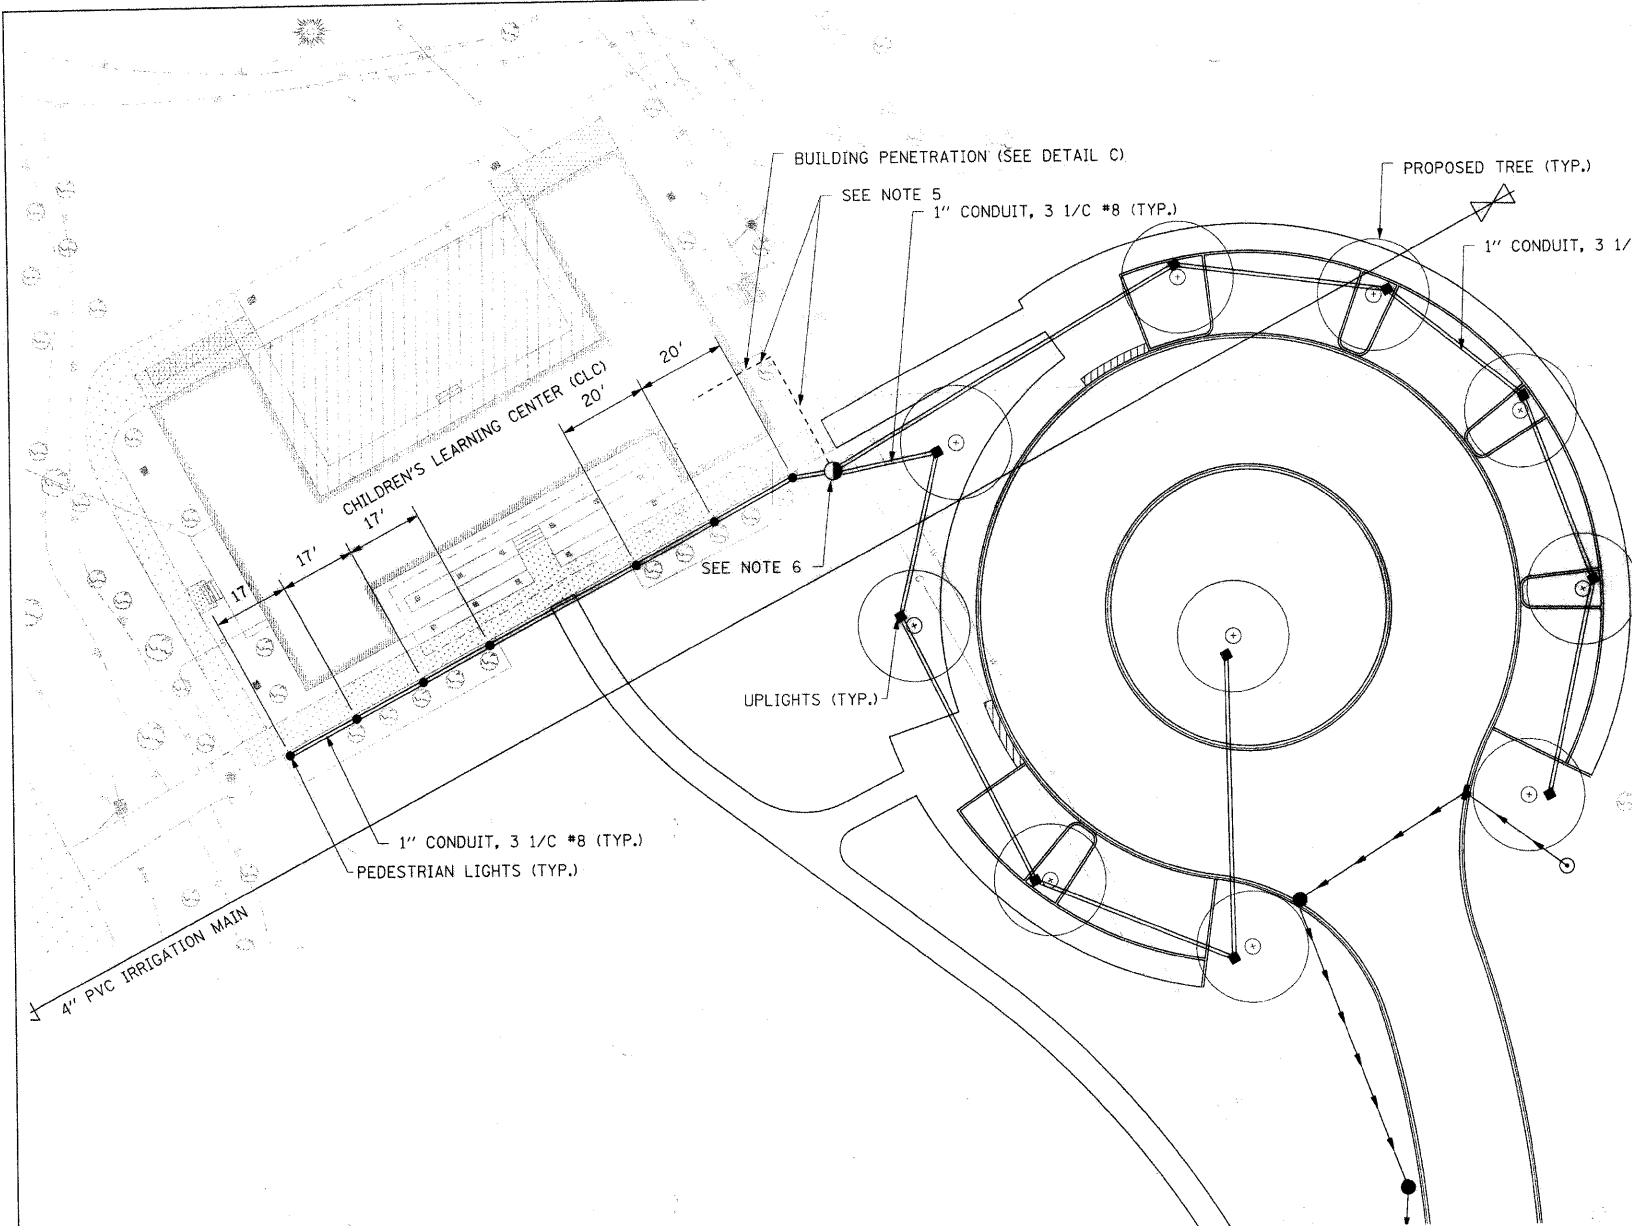 BUILDING PENETRATION (SEE DETAIL C)
PROPOSED TREE (TYP.)
SEE NOTE 5
1″ CONDUIT, 3 1/C #8 (TYP.)
1″ CONDUIT, 3 1/
20′
20′
CHILDREN'S LEARNING CENTER (CLC)
17′
17′
17′
SEE NOTE 6
UPLIGHTS (TYP.)
1″ CONDUIT, 3 1/C #8 (TYP.)
PEDESTRIAN LIGHTS (TYP.)
4″ PVC IRRIGATION MAIN